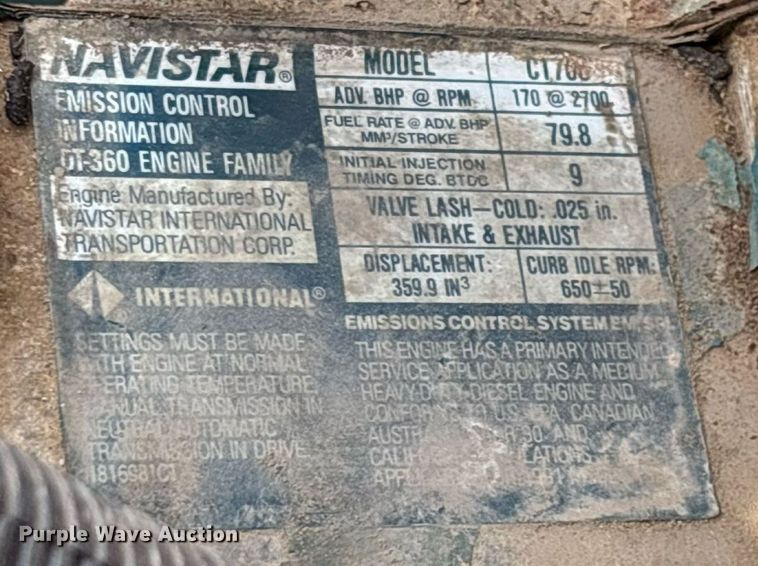 NAVISTAR®
EMISSION CONTROL
INFORMATION
DT-360 ENGINE FAMILY
Engine Manufactured By:
NAVISTAR INTERNATIONAL
TRANSPORTATION CORP.
INTERNATIONAL®
SETTINGS MUST BE MADE
WITH ENGINE AT NORMAL
OPERATING TEMPERATURE
MANUAL TRANSMISSION IN
NEUTRAL AUTOMATIC
TRANSMISSION IN DRIVE
MODEL
ADV. BHP @ RPM 170 @ 2700
FUEL RATE @ ADV. BHP
MM³/STROKE 79.8
INITIAL INJECTION
TIMING DEG. BTDC 9
VALVE LASH—COLD: .025 in.
INTAKE & EXHAUST
DISPLACEMENT:
359.9 IN³
CURB IDLE RPM:
650±50
EMISSIONS CONTROL SYSTEM
THIS ENGINE HAS A PRIMARY INTENDED
SERVICE APPLICATION AS A MEDIUM
HEAVY-DUTY DIESEL ENGINE AND
TO U.S. EPA, CANADIAN
AND
Purple Wave Auction